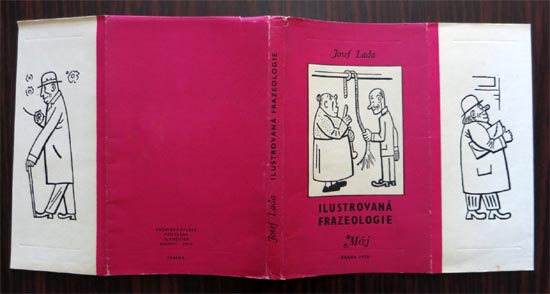 Josef Lada
ILUSTROVANÁ
FRAZEOLOGIE
Máj
PRAHA 1970
Josef Lada ILUSTROVANÁ FRAZEOLOGIE